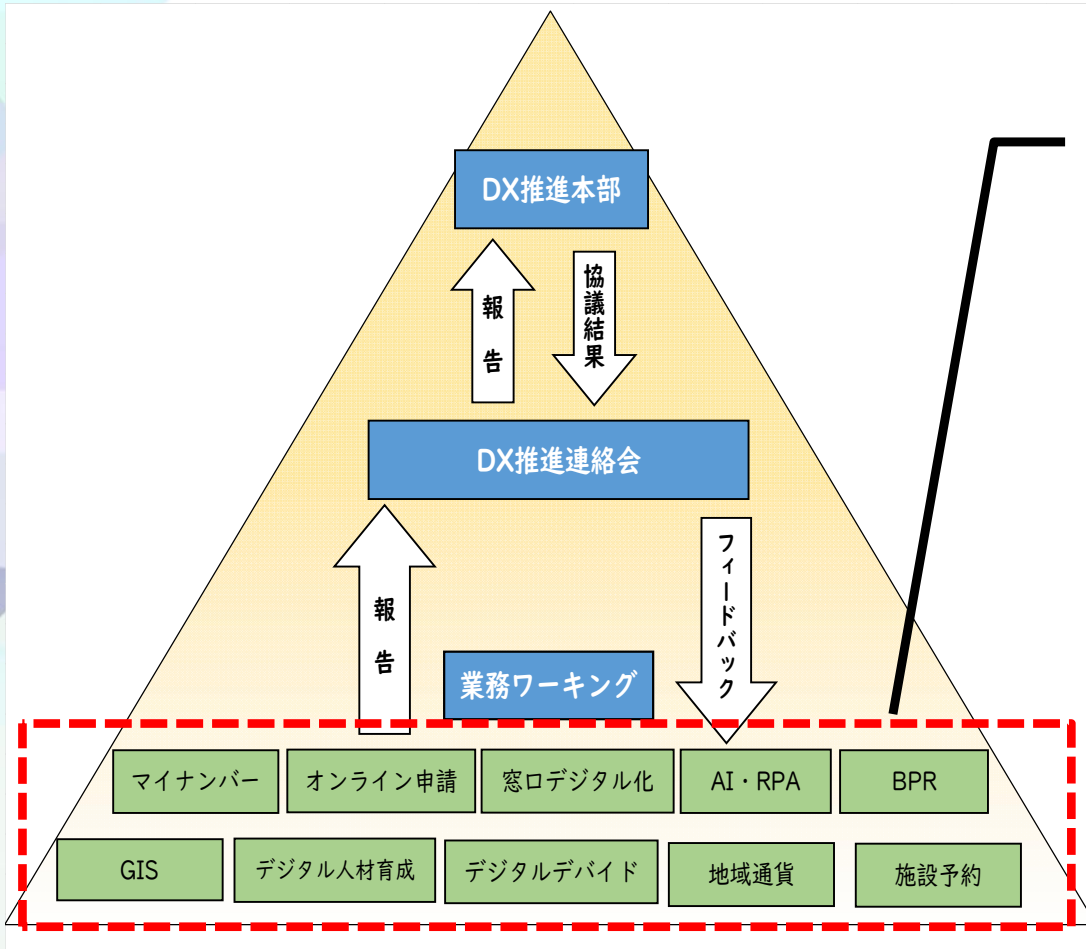 DX推進本部
報告
協議結果
DX推進連絡会
報告
フィードバック
業務ワーキング
マイナンバー
オンライン申請
窓口デジタル化
AI・RPA
BPR
GIS
デジタル人材育成
デジタルデバイド
地域通貨
施設予約